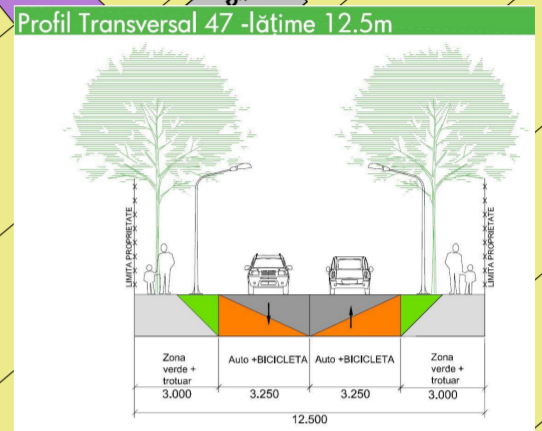 Profil Transversal 47 -lățime 12.5m
LIMITA PROPRIETATE
LIMITA PROPRIETATE
Zona
verde +
trotuar
3.000
Auto +BICICLETA
3.250
Auto +BICICLETA
3.250
Zona
verde +
trotuar
3.000
12.500